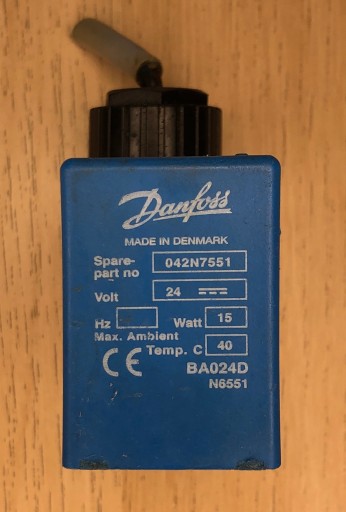 Danfoss
MADE IN DENMARK
Spare-
part no 042N7551
Volt 24 ⎓
Hz Watt 15
Max. Ambient
Temp. C 40
CE BA024D
N6551